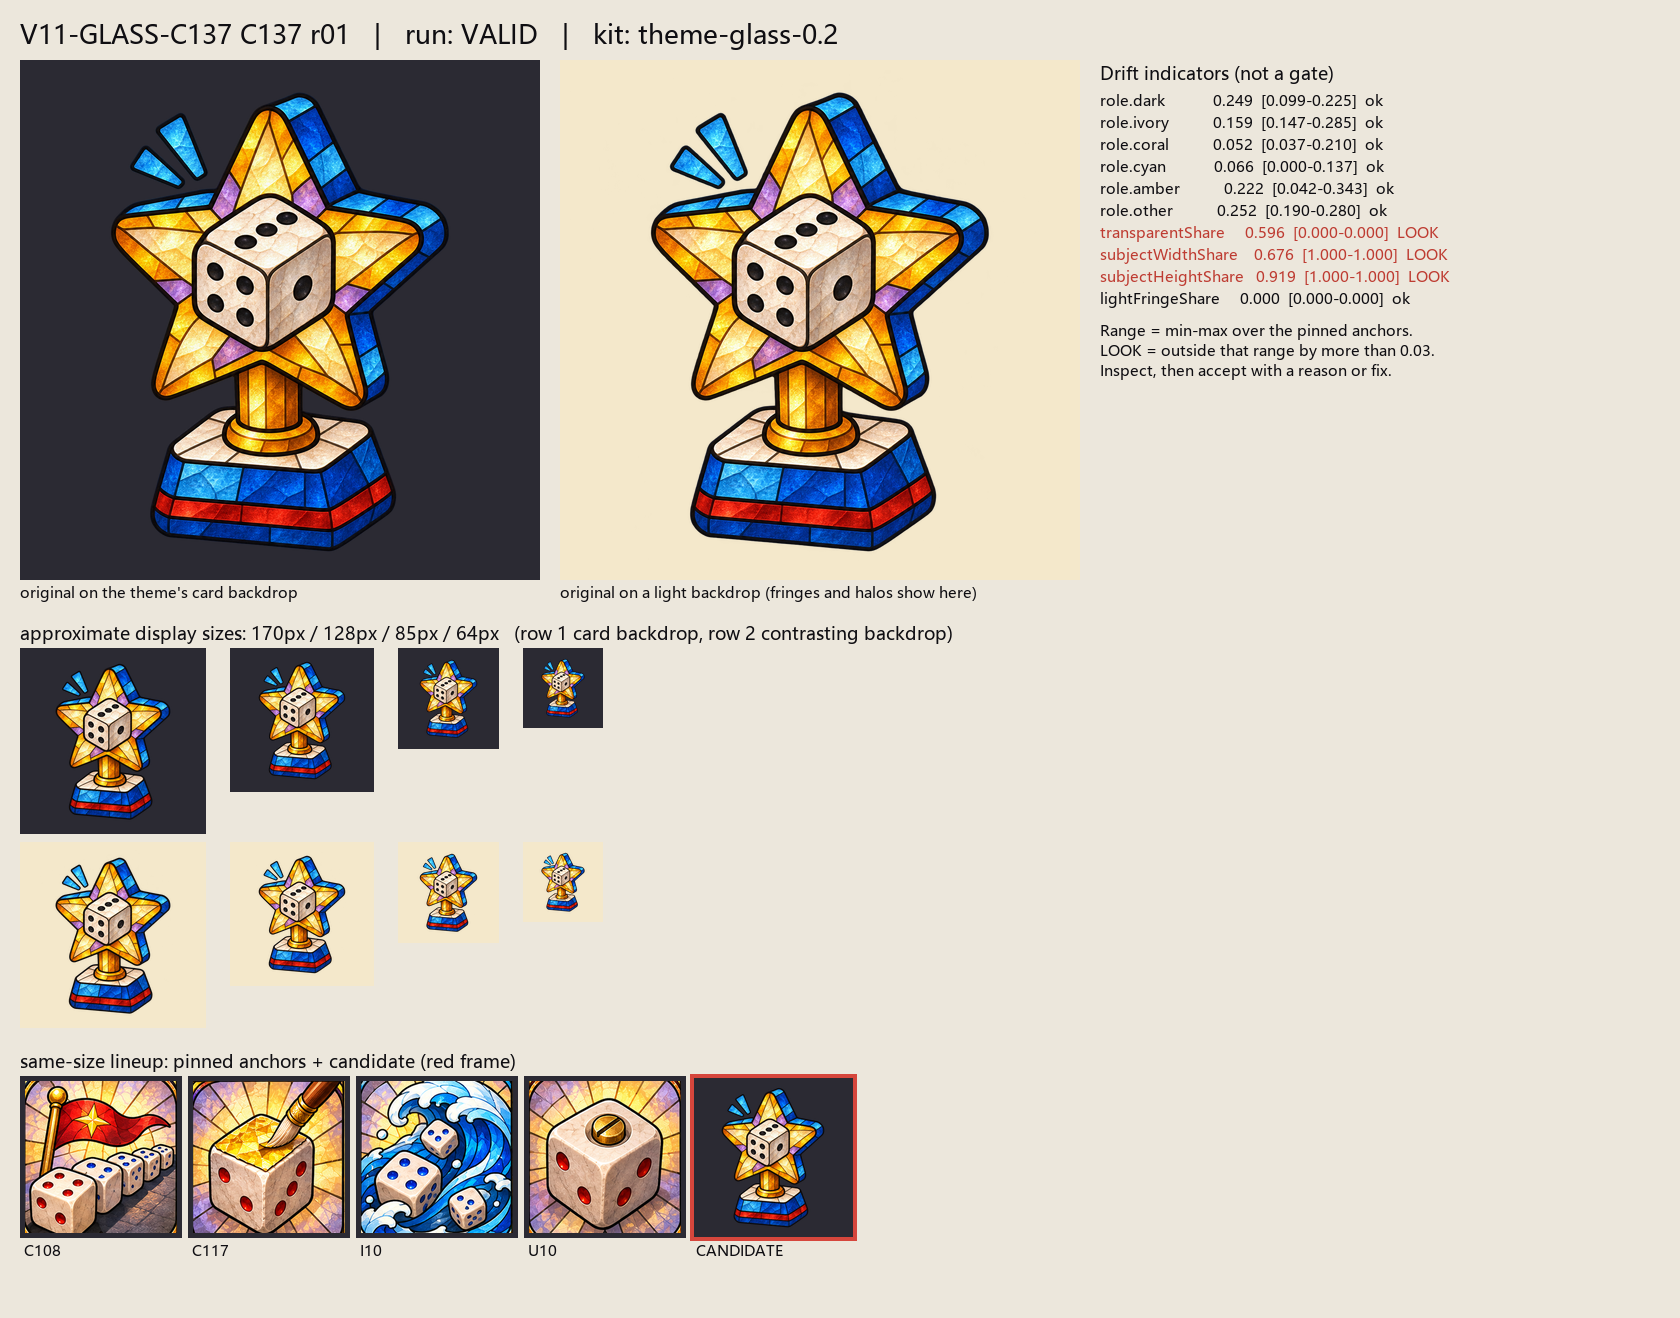 V11-GLASS-C137 C137 r01 | run: VALID | kit: theme-glass-0.2
Drift indicators (not a gate)
role.dark 0.249 [0.099-0.225] ok
role.ivory 0.159 [0.147-0.285] ok
role.coral 0.052 [0.037-0.210] ok
role.cyan 0.066 [0.000-0.137] ok
role.amber 0.222 [0.042-0.343] ok
role.other 0.252 [0.190-0.280] ok
transparentShare 0.596 [0.000-0.000] LOOK
subjectWidthShare 0.676 [1.000-1.000] LOOK
subjectHeightShare 0.919 [1.000-1.000] LOOK
lightFringeShare 0.000 [0.000-0.000] ok
Range = min-max over the pinned anchors.
LOOK = outside that range by more than 0.03.
Inspect, then accept with a reason or fix.
original on the theme's card backdrop
original on a light backdrop (fringes and halos show here)
approximate display sizes: 170px / 128px / 85px / 64px (row 1 card backdrop, row 2 contrasting backdrop)
same-size lineup: pinned anchors + candidate (red frame)
C108
C117
I10
U10
CANDIDATE